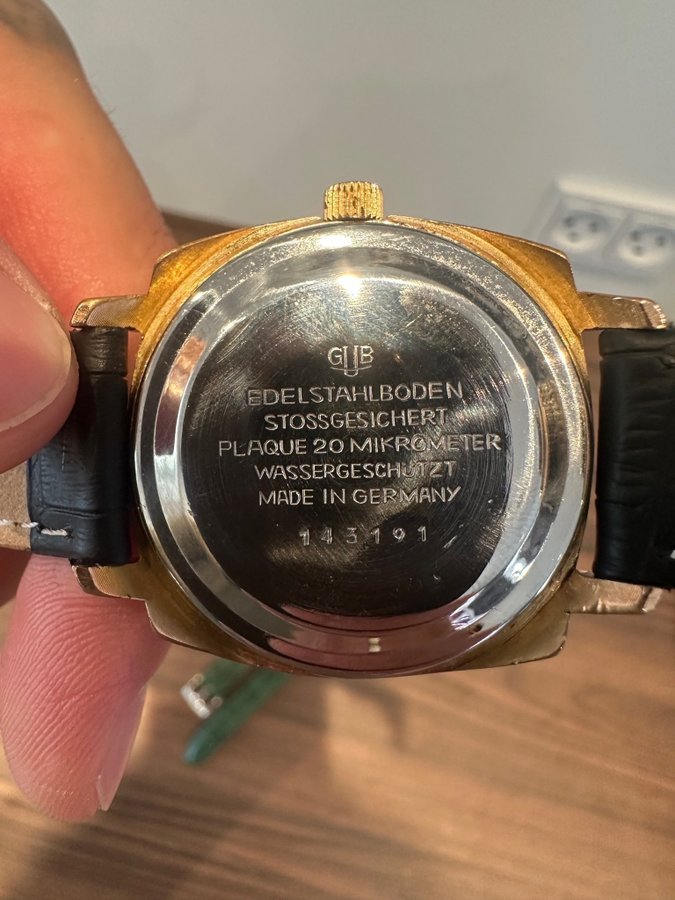 GUB
EDELSTAHLBODEN
STOSSGESICHERT
PLAQUE 20 MIKROMETER
WASSERGESCHÜTZT
MADE IN GERMANY
143191